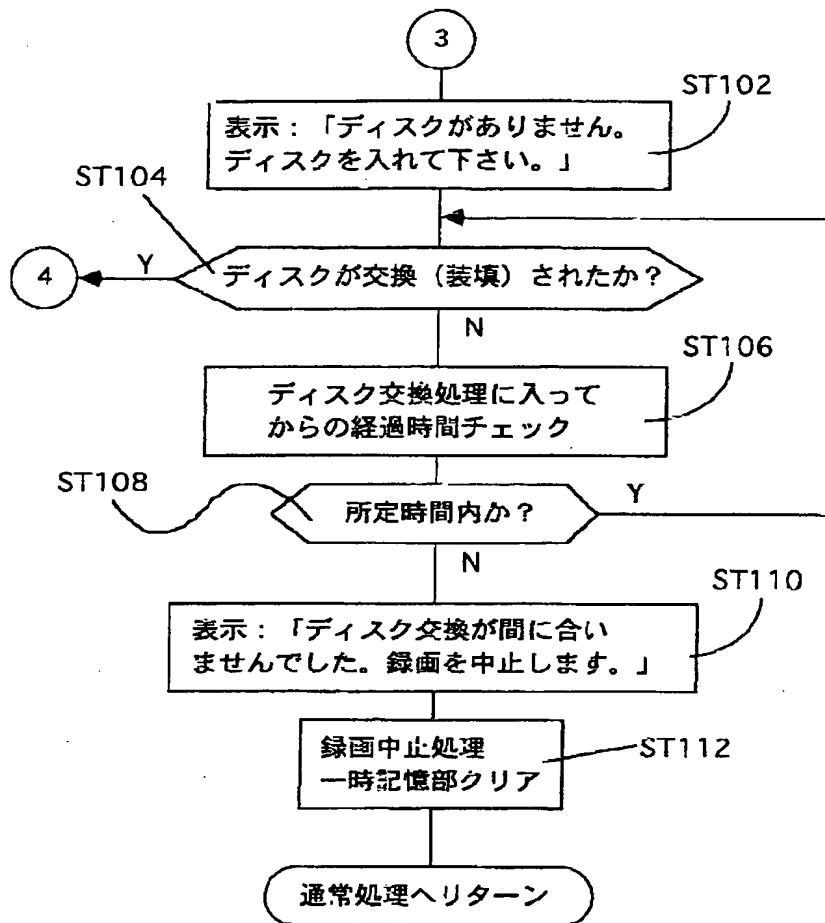 3
ST102
表示：「ディスクがありません。
ディスクを入れて下さい。」
ST104
4
Y
ディスクが交換（装填）されたか？
N
ST106
ディスク交換処理に入って
からの経過時間チェック
ST108
所定時間内か？
Y
N
ST110
表示：「ディスク交換が間に合い
ませんでした。録画を中止します。」
録画中止処理
一時記憶部クリア
ST112
通常処理へリターン